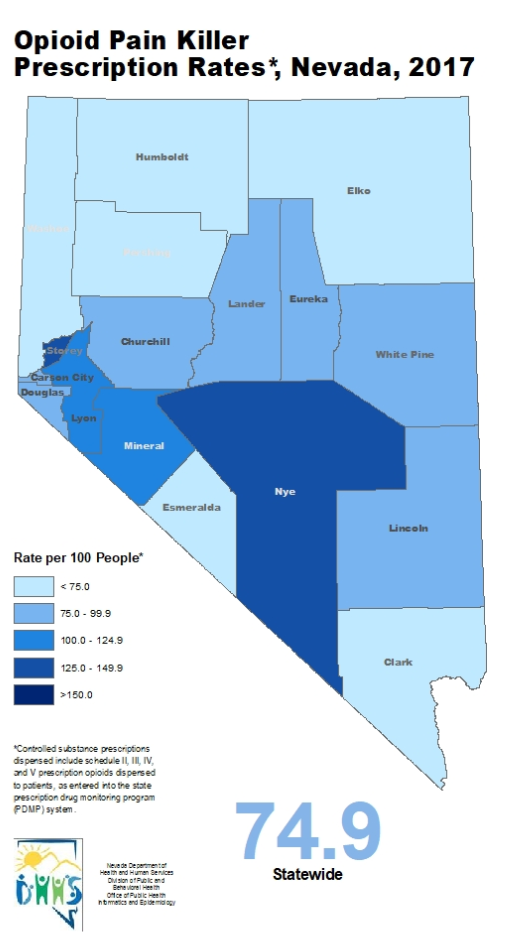 Opioid Pain Killer
Prescription Rates*, Nevada, 2017
Humboldt
Elko
Washoe
Pershing
Lander
Eureka
Churchill
Storey
White Pine
Carson City
Douglas
Lyon
Mineral
Nye
Esmeralda
Lincoln
Clark
Rate per 100 People*
< 75.0
75.0 - 99.9
100.0 - 124.9
125.0 - 149.9
>150.0
*Controlled substance prescriptions
dispensed include schedule II, III, IV,
and V prescription opioids dispensed
to patients, as entered into the state
prescription drug monitoring program
(PDMP) system.
74.9
Statewide
DHHS
Nevada Department of
Health and Human Services
Division of Public and
Behavioral Health
Office of Public Health
Informatics and Epidemiology